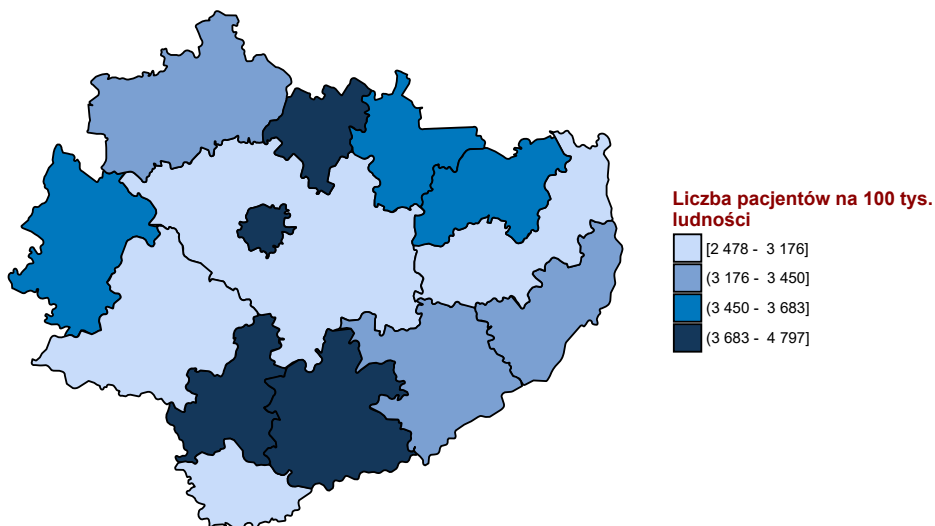 Liczba pacjentów na 100 tys.
ludności
[2 478 - 3 176]
(3 176 - 3 450]
(3 450 - 3 683]
(3 683 - 4 797]